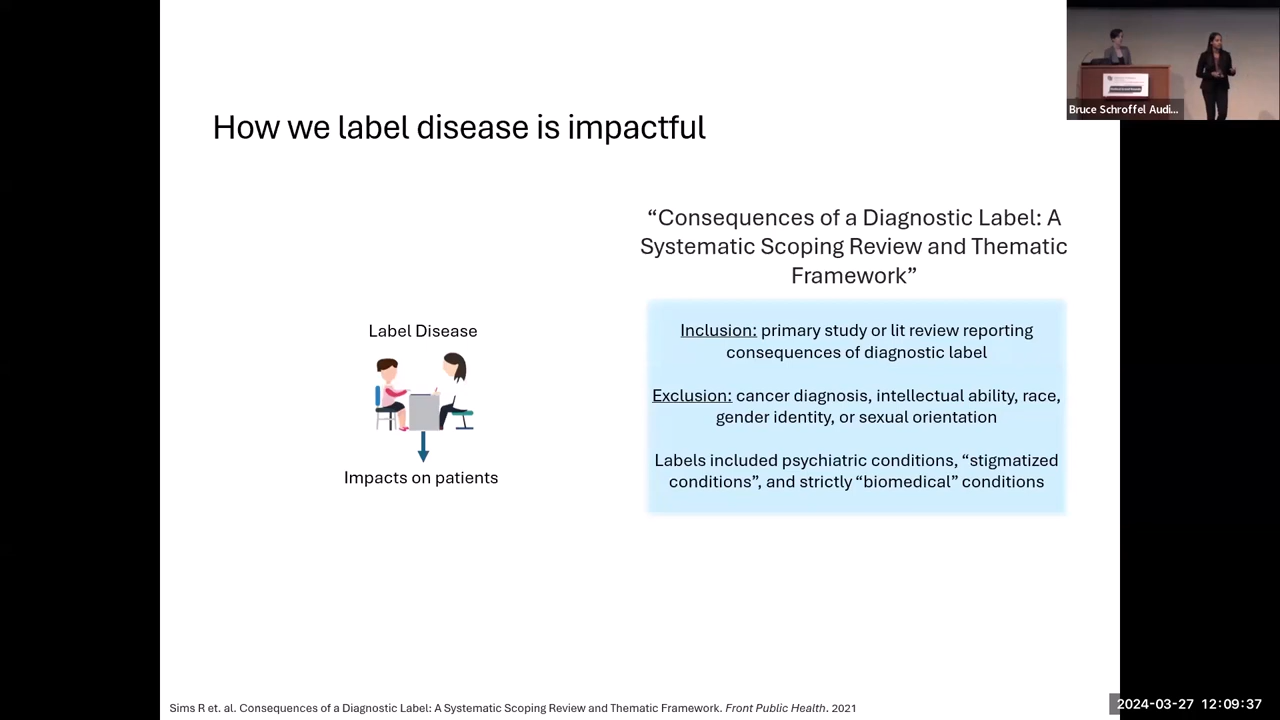 Bruce Schroffel Audi...
How we label disease is impactful
“Consequences of a Diagnostic Label: A
Systematic Scoping Review and Thematic
Framework”
Label Disease
Impacts on patients
Inclusion: primary study or lit review reporting
consequences of diagnostic label
Exclusion: cancer diagnosis, intellectual ability, race,
gender identity, or sexual orientation
Labels included psychiatric conditions, “stigmatized
conditions”, and strictly “biomedical” conditions
Sims R et. al. Consequences of a Diagnostic Label: A Systematic Scoping Review and Thematic Framework. Front Public Health. 2021
2024-03-27 12:09:37